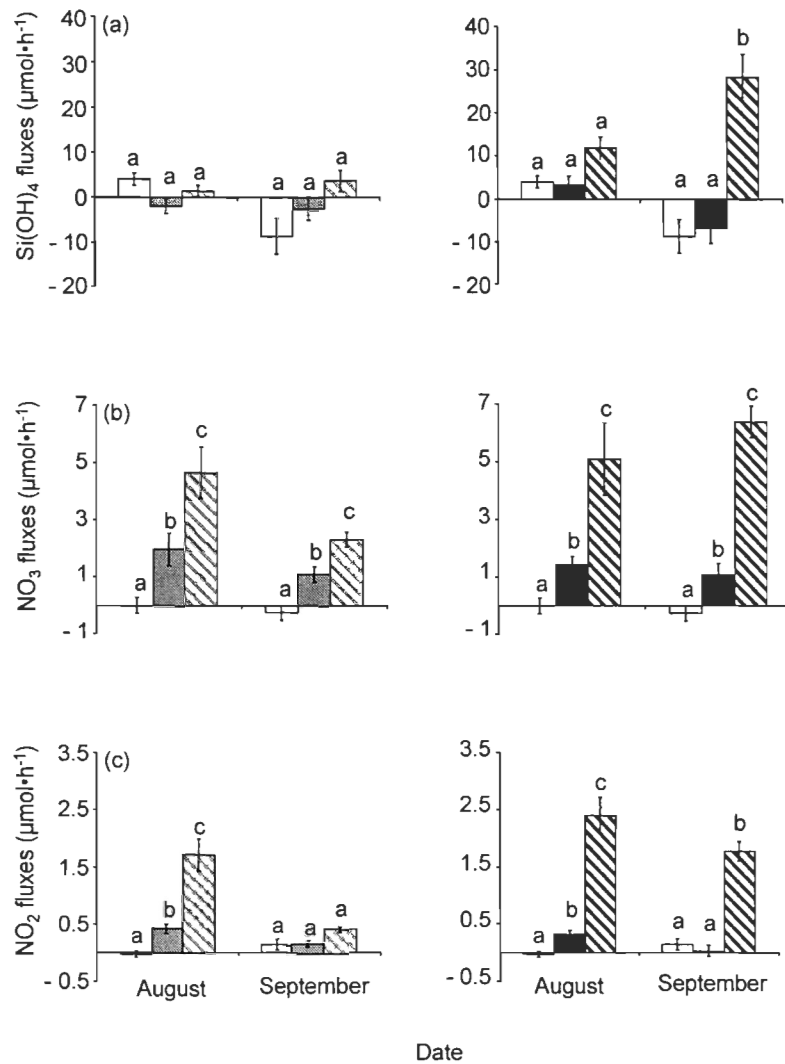 (a)
Si(OH)4 fluxes (µmol•h-1)
40
30
20
10
0
- 10
- 20
a
a
a
a
a
a
40
30
20
10
0
- 10
- 20
a
a
a
a
a
b
(b)
NO3 fluxes (µmol•h-1)
7
5
3
1
- 1
a
b
c
a
b
c
7
5
3
1
- 1
a
b
c
a
b
c
(c)
NO2 fluxes (µmol•h-1)
3.5
2.5
1.5
0.5
- 0.5
a
b
c
a
a
a
August
September
3.5
2.5
1.5
0.5
- 0.5
a
b
c
a
a
b
August
September
Date